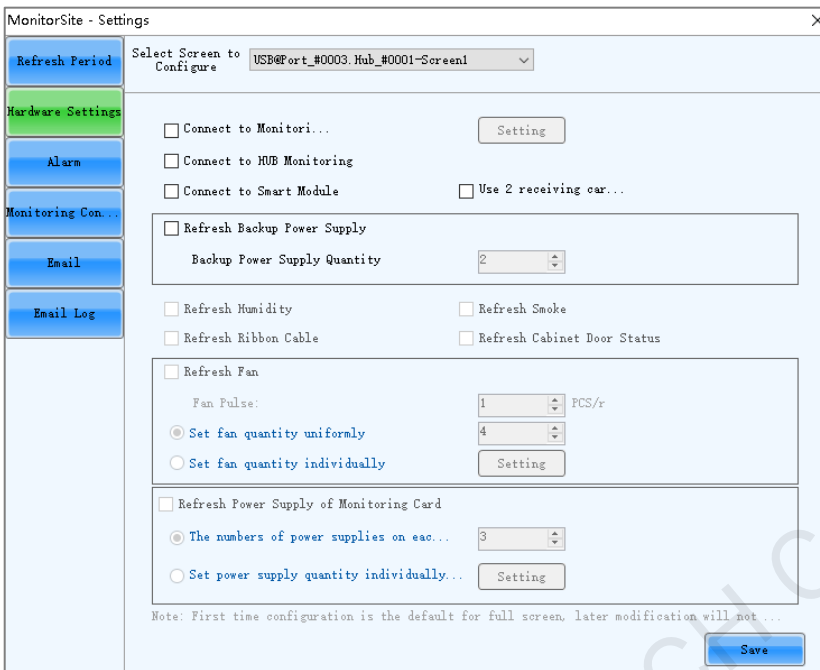 MonitorSite - Settings
Refresh Period
Select Screen to
Configure
USB@Port_#0003.Hub_#0001-Screen1
Hardware Settings
Connect to Monitori...
Setting
Alarm
Connect to HUB Monitoring
Connect to Smart Module
Use 2 receiving car...
Monitoring Con...
Refresh Backup Power Supply
Email
Backup Power Supply Quantity
2
Email Log
Refresh Humidity
Refresh Smoke
Refresh Ribbon Cable
Refresh Cabinet Door Status
Refresh Fan
Fan Pulse:
1
PCS/r
Set fan quantity uniformly
4
Set fan quantity individually
Setting
Refresh Power Supply of Monitoring Card
The numbers of power supplies on eac...
3
Set power supply quantity individually...
Setting
Note: First time configuration is the default for full screen, later modification will not ...
Save
CH C